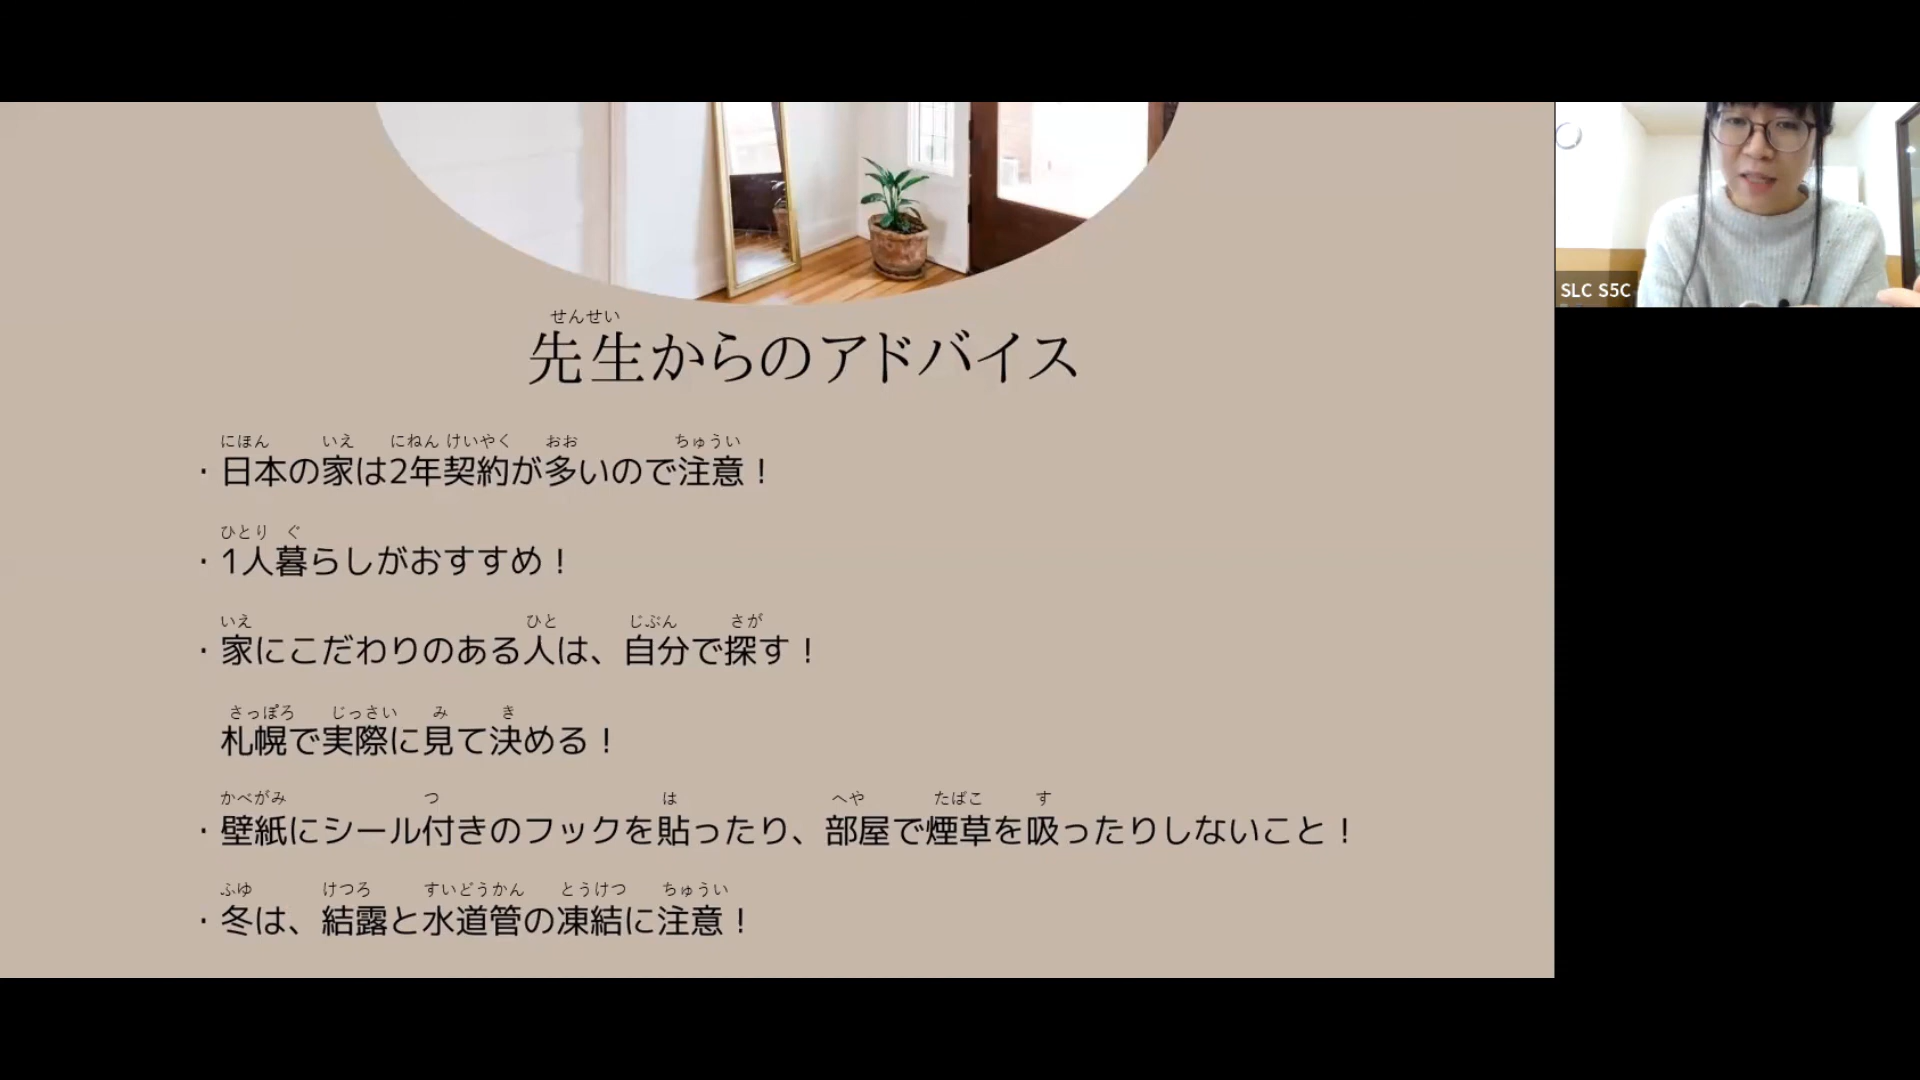 せんせい
先生からのアドバイス
にほん いえ にねん けいやく おお ちゅうい
・日本の家は2年契約が多いので注意！
ひとり ぐ
・1人暮らしがおすすめ！
いえ ひと じぶん さが
・家にこだわりのある人は、自分で探す！
さっぽろ じっさい み き
札幌で実際に見て決める！
かべがみ つ は へや たばこ す
・壁紙にシール付きのフックを貼ったり、部屋で煙草を吸ったりしないこと！
ふゆ けつろ すいどうかん とうけつ ちゅうい
・冬は、結露と水道管の凍結に注意！
SLC S5C